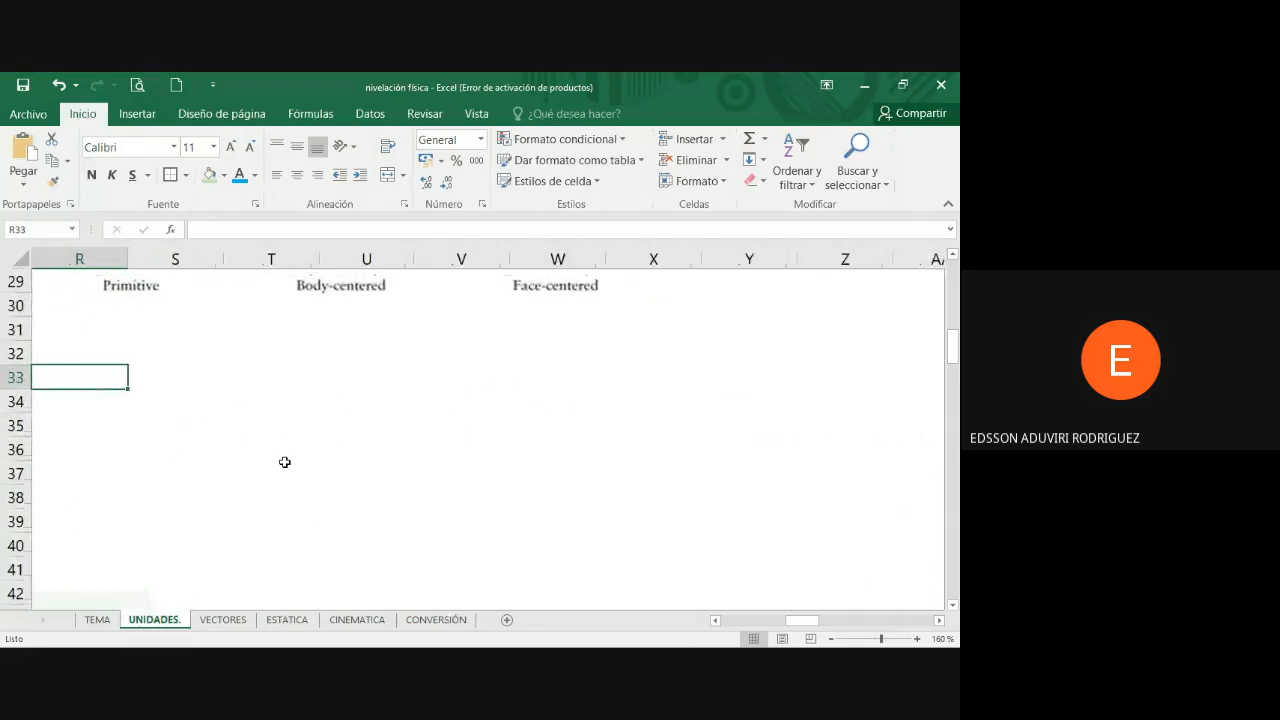 nivelación física - Excel (Error de activación de productos)
Archivo Inicio Insertar Diseño de página Fórmulas Datos Revisar Vista ¿Qué desea hacer? Compartir
Pegar
Calibri 11
N K S
A
General
% 000
Formato condicional
Dar formato como tabla
Estilos de celda
Insertar
Eliminar
Formato
Ordenar y filtrar
Buscar y seleccionar
Portapapeles Fuente Alineación Número Estilos Celdas Modificar
R33 fx
R S T U V W X Y Z AA
29 Primitive Body-centered Face-centered
30
31
32
33
34
35
36
37
38
39
40
41
42
TEMA UNIDADES. VECTORES ESTATICA CINEMATICA CONVERSIÓN
Listo 160 %
E
EDSSON ADUVIRI RODRIGUEZ